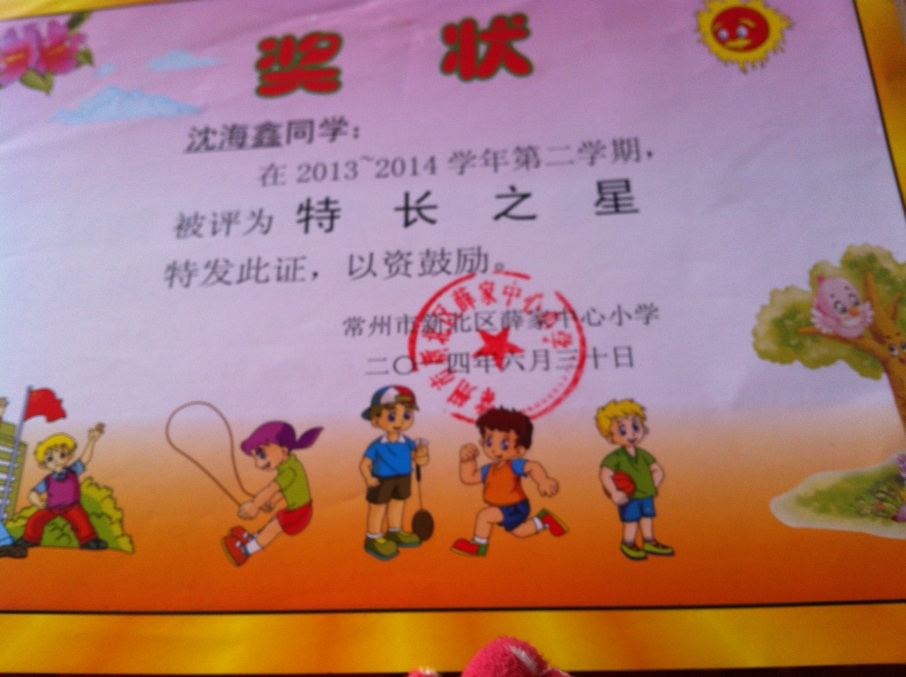 奖状
沈海鑫同学：
在2013~2014学年第二学期，
被评为 特长之星
特发此证，以资鼓励。
常州市新北区薛家中心小学
二〇一四年六月三十日